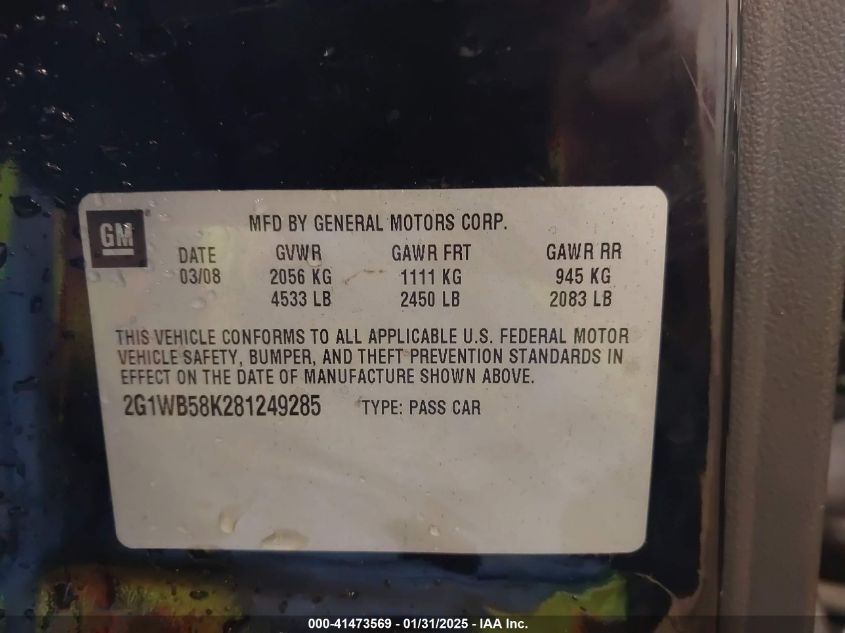 GM
MFD BY GENERAL MOTORS CORP.
DATE GVWR GAWR FRT GAWR RR
03/08 2056 KG 1111 KG 945 KG
4533 LB 2450 LB 2083 LB
THIS VEHICLE CONFORMS TO ALL APPLICABLE U.S. FEDERAL MOTOR
VEHICLE SAFETY, BUMPER, AND THEFT PREVENTION STANDARDS IN
EFFECT ON THE DATE OF MANUFACTURE SHOWN ABOVE.
2G1WB58K281249285 TYPE: PASS CAR
000-41473569 - 01/31/2025 - IAA Inc.